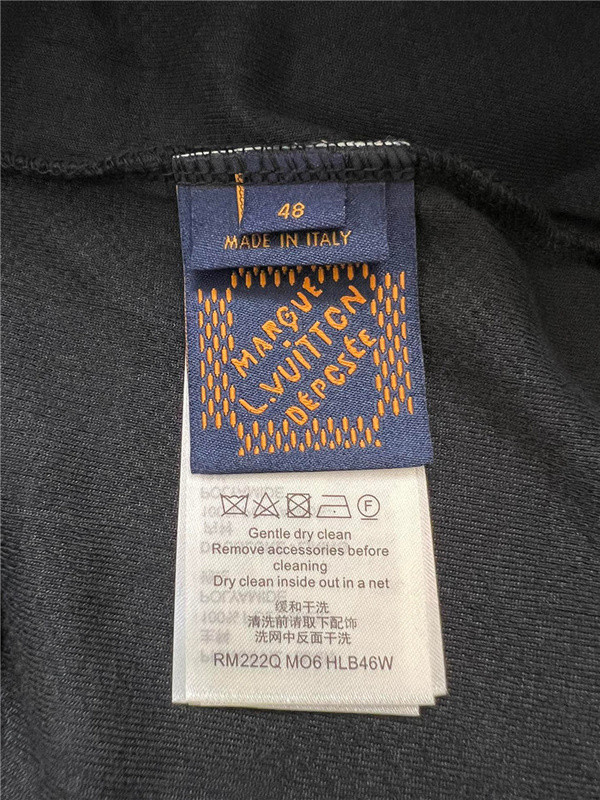 48
MADE IN ITALY
MARQUE
L.VUITTON
DÉPOSÉE
F
Gentle dry clean
Remove accessories before
cleaning
Dry clean inside out in a net
缓和干洗
清洗前请取下配饰
洗网中反面干洗
RM222Q MO6 HLB46W